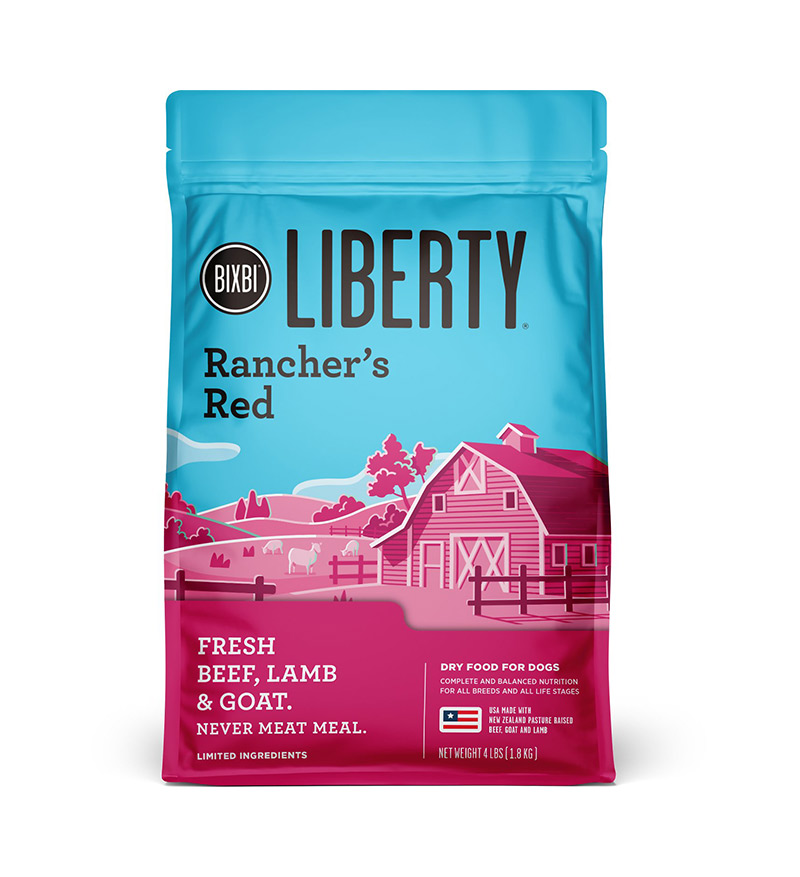 BIXBI
LIBERTY®
Rancher's
Red
FRESH
BEEF, LAMB
& GOAT.
NEVER MEAT MEAL.
LIMITED INGREDIENTS
DRY FOOD FOR DOGS
COMPLETE AND BALANCED NUTRITION
FOR ALL BREEDS AND ALL LIFE STAGES
USA MADE WITH
NEW ZEALAND PASTURE RAISED
BEEF, GOAT AND LAMB
NET WEIGHT 4 LBS (1.8 KG)